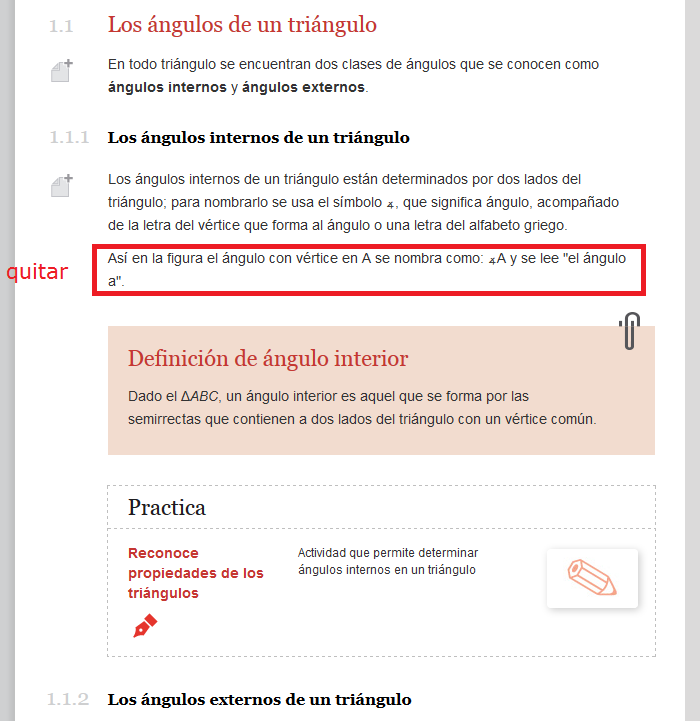 1.1 Los ángulos de un triángulo
En todo triángulo se encuentran dos clases de ángulos que se conocen como
ángulos internos y ángulos externos.
1.1.1 Los ángulos internos de un triángulo
Los ángulos internos de un triángulo están determinados por dos lados del
triángulo; para nombrarlo se usa el símbolo ∡, que significa ángulo, acompañado
de la letra del vértice que forma al ángulo o una letra del alfabeto griego.
quitar
Así en la figura el ángulo con vértice en A se nombra como: ∡A y se lee "el ángulo
a".
Definición de ángulo interior
Dado el ΔABC, un ángulo interior es aquel que se forma por las
semirrectas que contienen a dos lados del triángulo con un vértice común.
Practica
Reconoce
propiedades de los
triángulos
Actividad que permite determinar
ángulos internos en un triángulo
1.1.2 Los ángulos externos de un triángulo